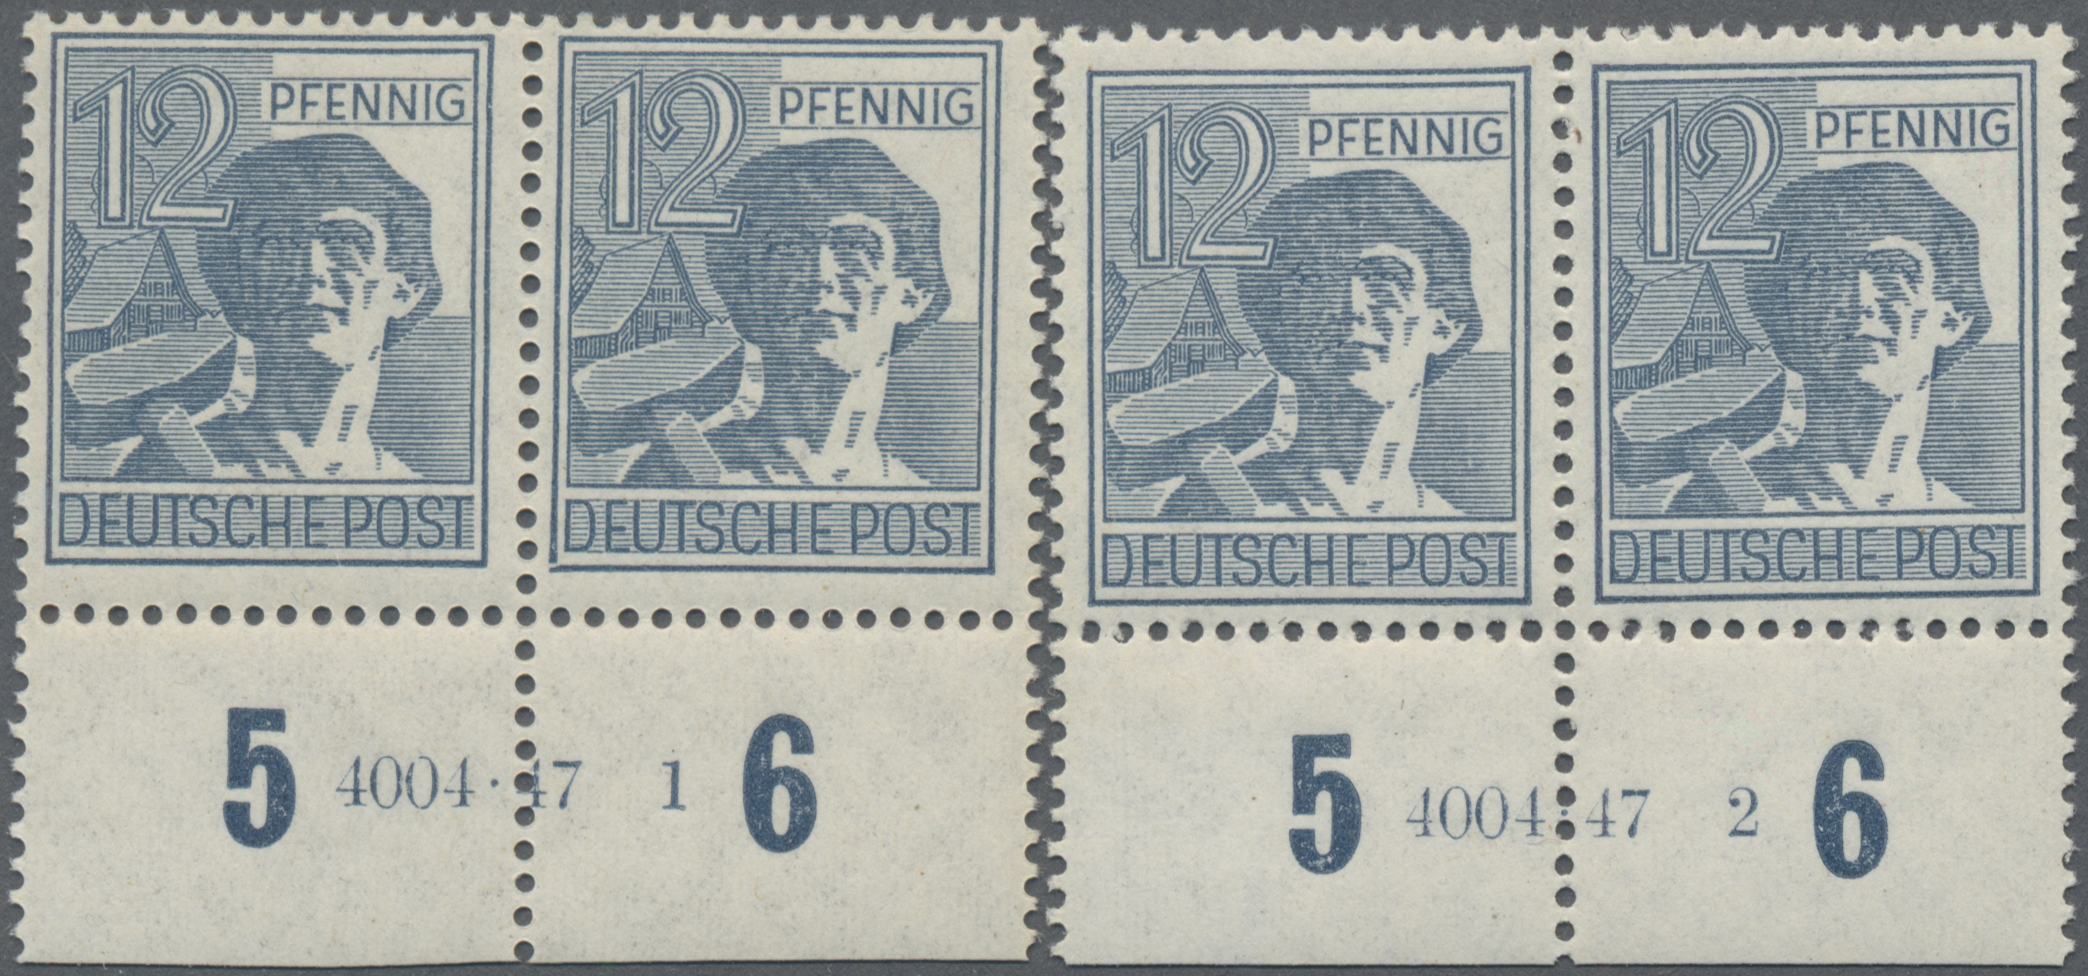 12 PFENNIG
DEUTSCHE POST
12 PFENNIG
DEUTSCHE POST
5 4004·47 1 6
12 PFENNIG
DEUTSCHE POST
12 PFENNIG
DEUTSCHE POST
5 4004·47 2 6